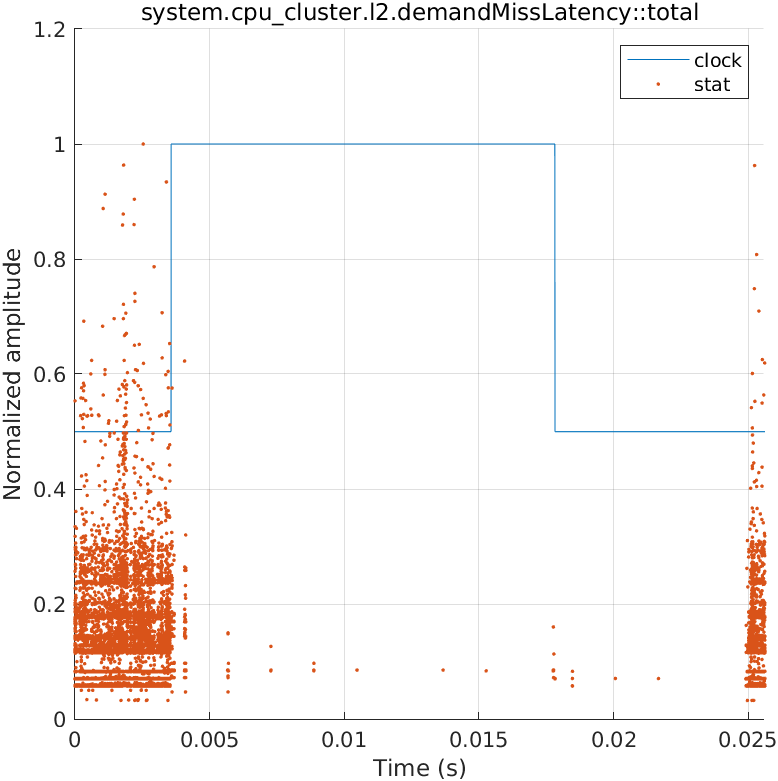 system.cpu_cluster.l2.demandMissLatency::total
1.2
1
0.8
0.6
0.4
0.2
0
Normalized amplitude
clock
stat
0 0.005 0.01 0.015 0.02 0.025
Time (s)